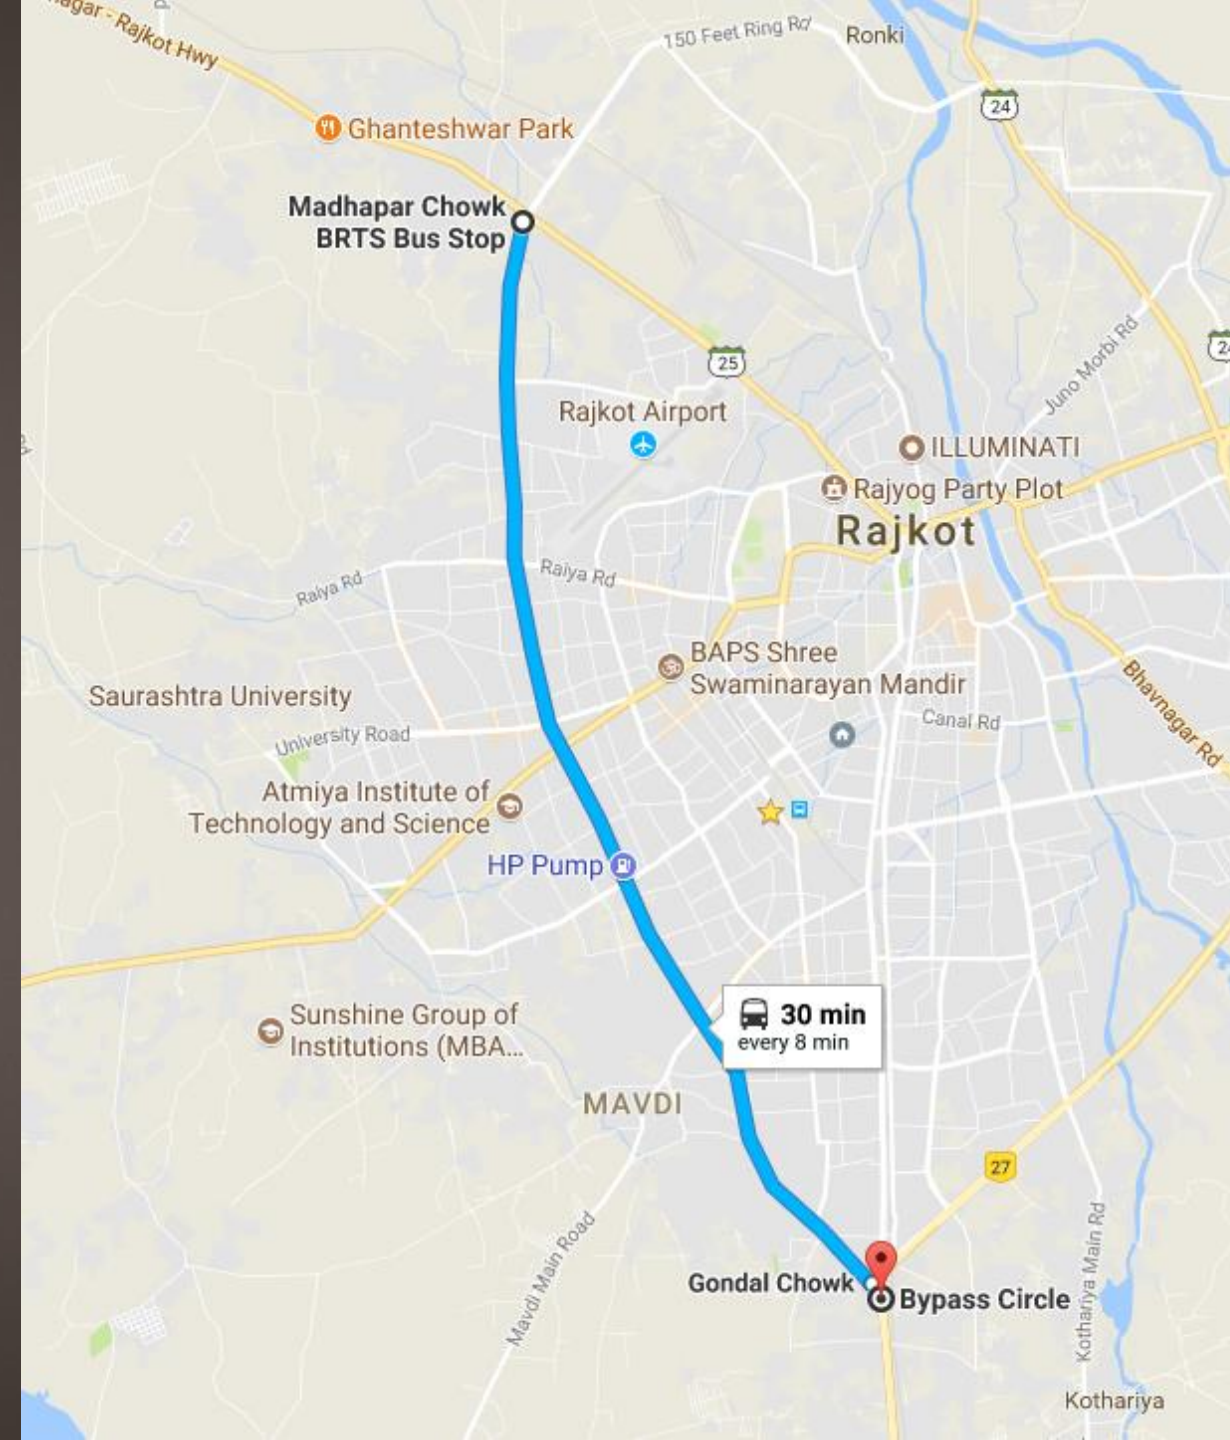 nagar - Rajkot Hwy
150 Feet Ring Rd
Ronki
24
Ghanteshwar Park
Madhapar Chowk
BRTS Bus Stop
25
Juno Morbi Rd
Rajkot Airport
ILLUMINATI
Rajyog Party Plot
Rajkot
Raiya Rd
Raiya Rd
BAPS Shree
Swaminarayan Mandir
Saurashtra University
University Road
Canal Rd
Bhavnagar Rd
Atmiya Institute of
Technology and Science
HP Pump
Sunshine Group of
Institutions (MBA...
30 min
every 8 min
MAVDI
27
Mavdi Main Road
Kothariya Main Rd
Gondal Chowk
Bypass Circle
Kothariya